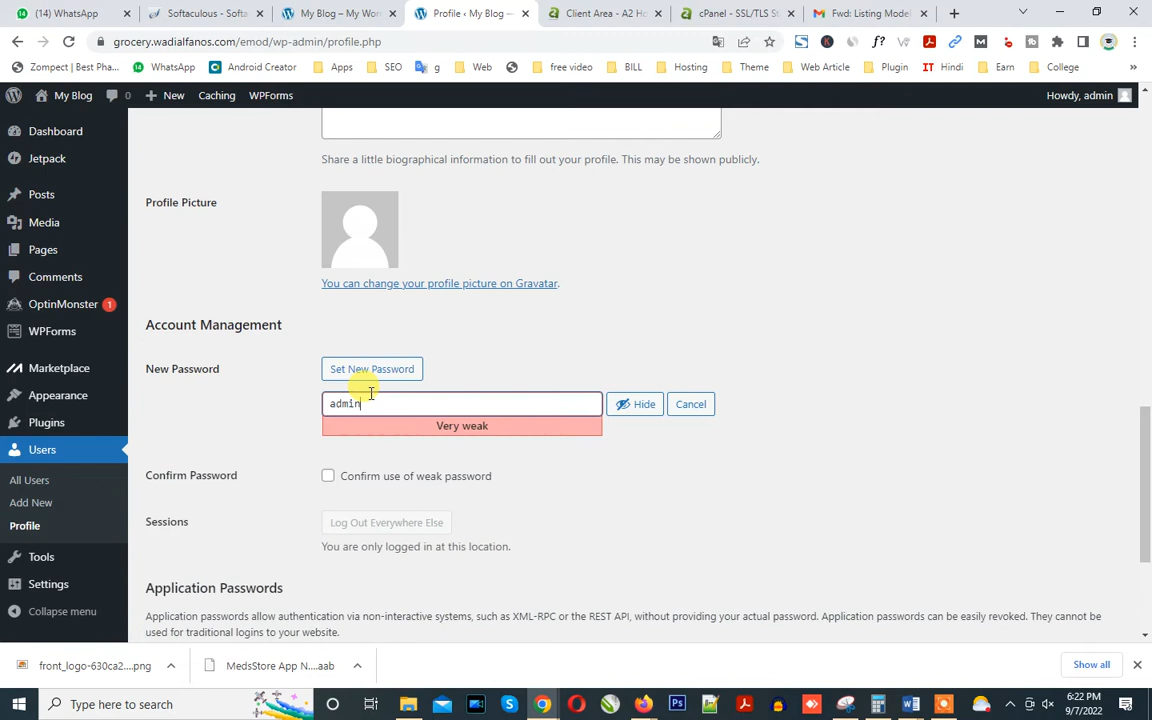 (14) WhatsApp
Softaculous - Softa
My Blog – My Wor
Profile ‹ My Blog —
Client Area - A2 Ho
cPanel - SSL/TLS St
Fwd: Listing Mode
grocery.wadialfanos.com/emod/wp-admin/profile.php
Zompect | Best Pha...
WhatsApp
Android Creator
Apps
SEO
g
Web
free video
BILL
Hosting
Theme
Web Article
Plugin
Hindi
Earn
College
My Blog
0
New
Caching
WPForms
Howdy, admin
Dashboard
Jetpack
Posts
Media
Pages
Comments
OptinMonster 1
WPForms
Marketplace
Appearance
Plugins
Users
All Users
Add New
Profile
Tools
Settings
Collapse menu
Share a little biographical information to fill out your profile. This may be shown publicly.
Profile Picture
You can change your profile picture on Gravatar.
Account Management
New Password
Set New Password
admin
Hide
Cancel
Very weak
Confirm Password
Confirm use of weak password
Sessions
Log Out Everywhere Else
You are only logged in at this location.
Application Passwords
Application passwords allow authentication via non-interactive systems, such as XML-RPC or the REST API, without providing your actual password. Application passwords can be easily revoked. They cannot be
used for traditional logins to your website.
front_logo-630ca2....png
MedsStore App N....aab
Show all
Type here to search
6:22 PM
9/7/2022